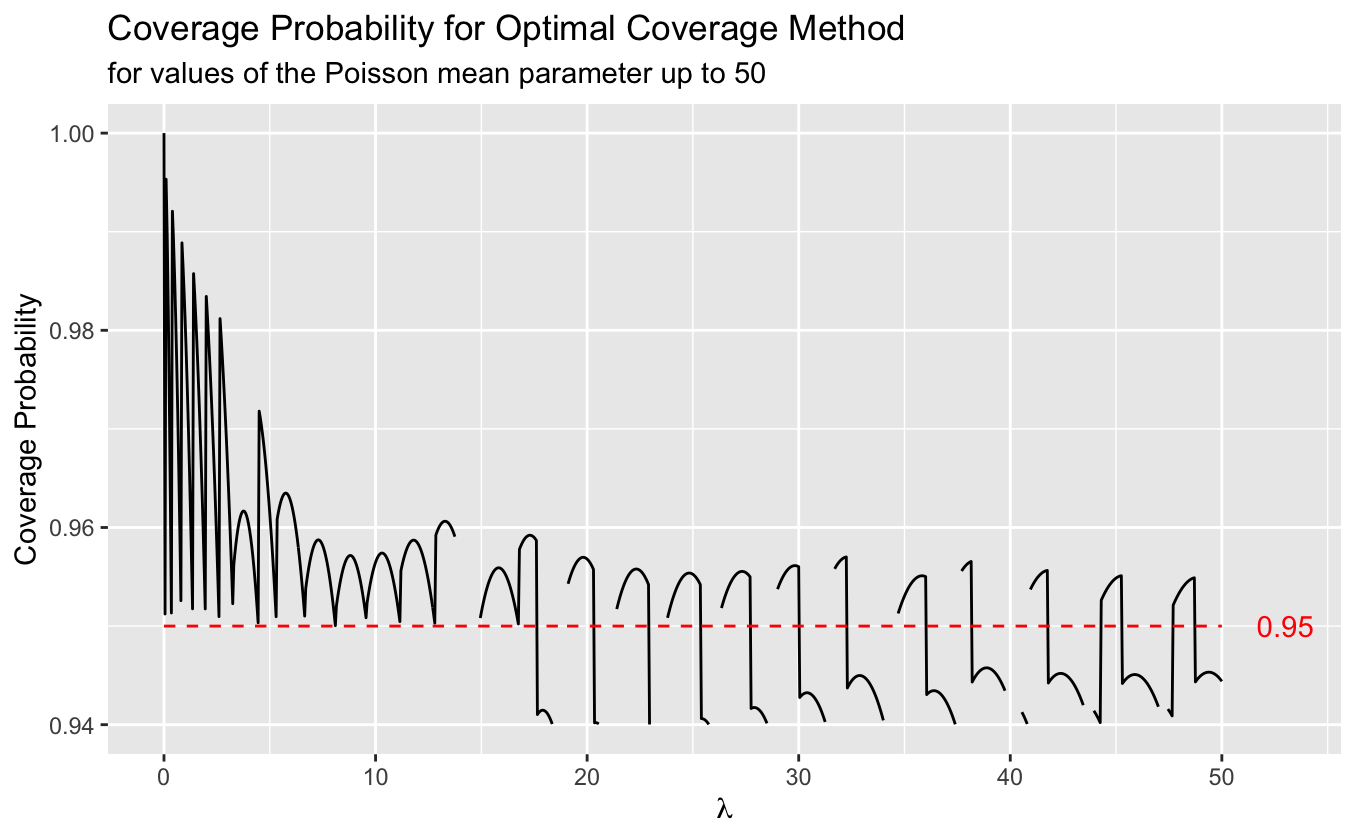 Coverage Probability for Optimal Coverage Method
for values of the Poisson mean parameter up to 50
Coverage Probability
1.00
0.98
0.96
0.94
0.95
0 10 20 30 40 50
λ